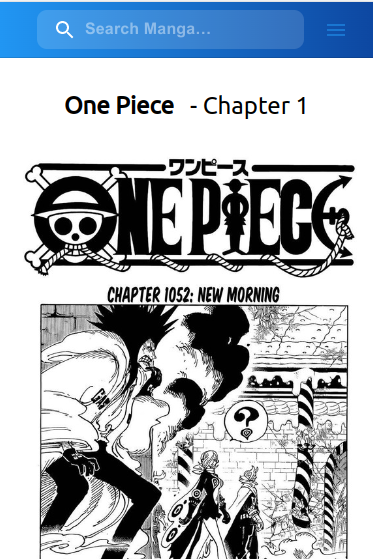 Search Manga...
One Piece - Chapter 1
ワンピース
ONE PIECE
CHAPTER 1052: NEW MORNING
?